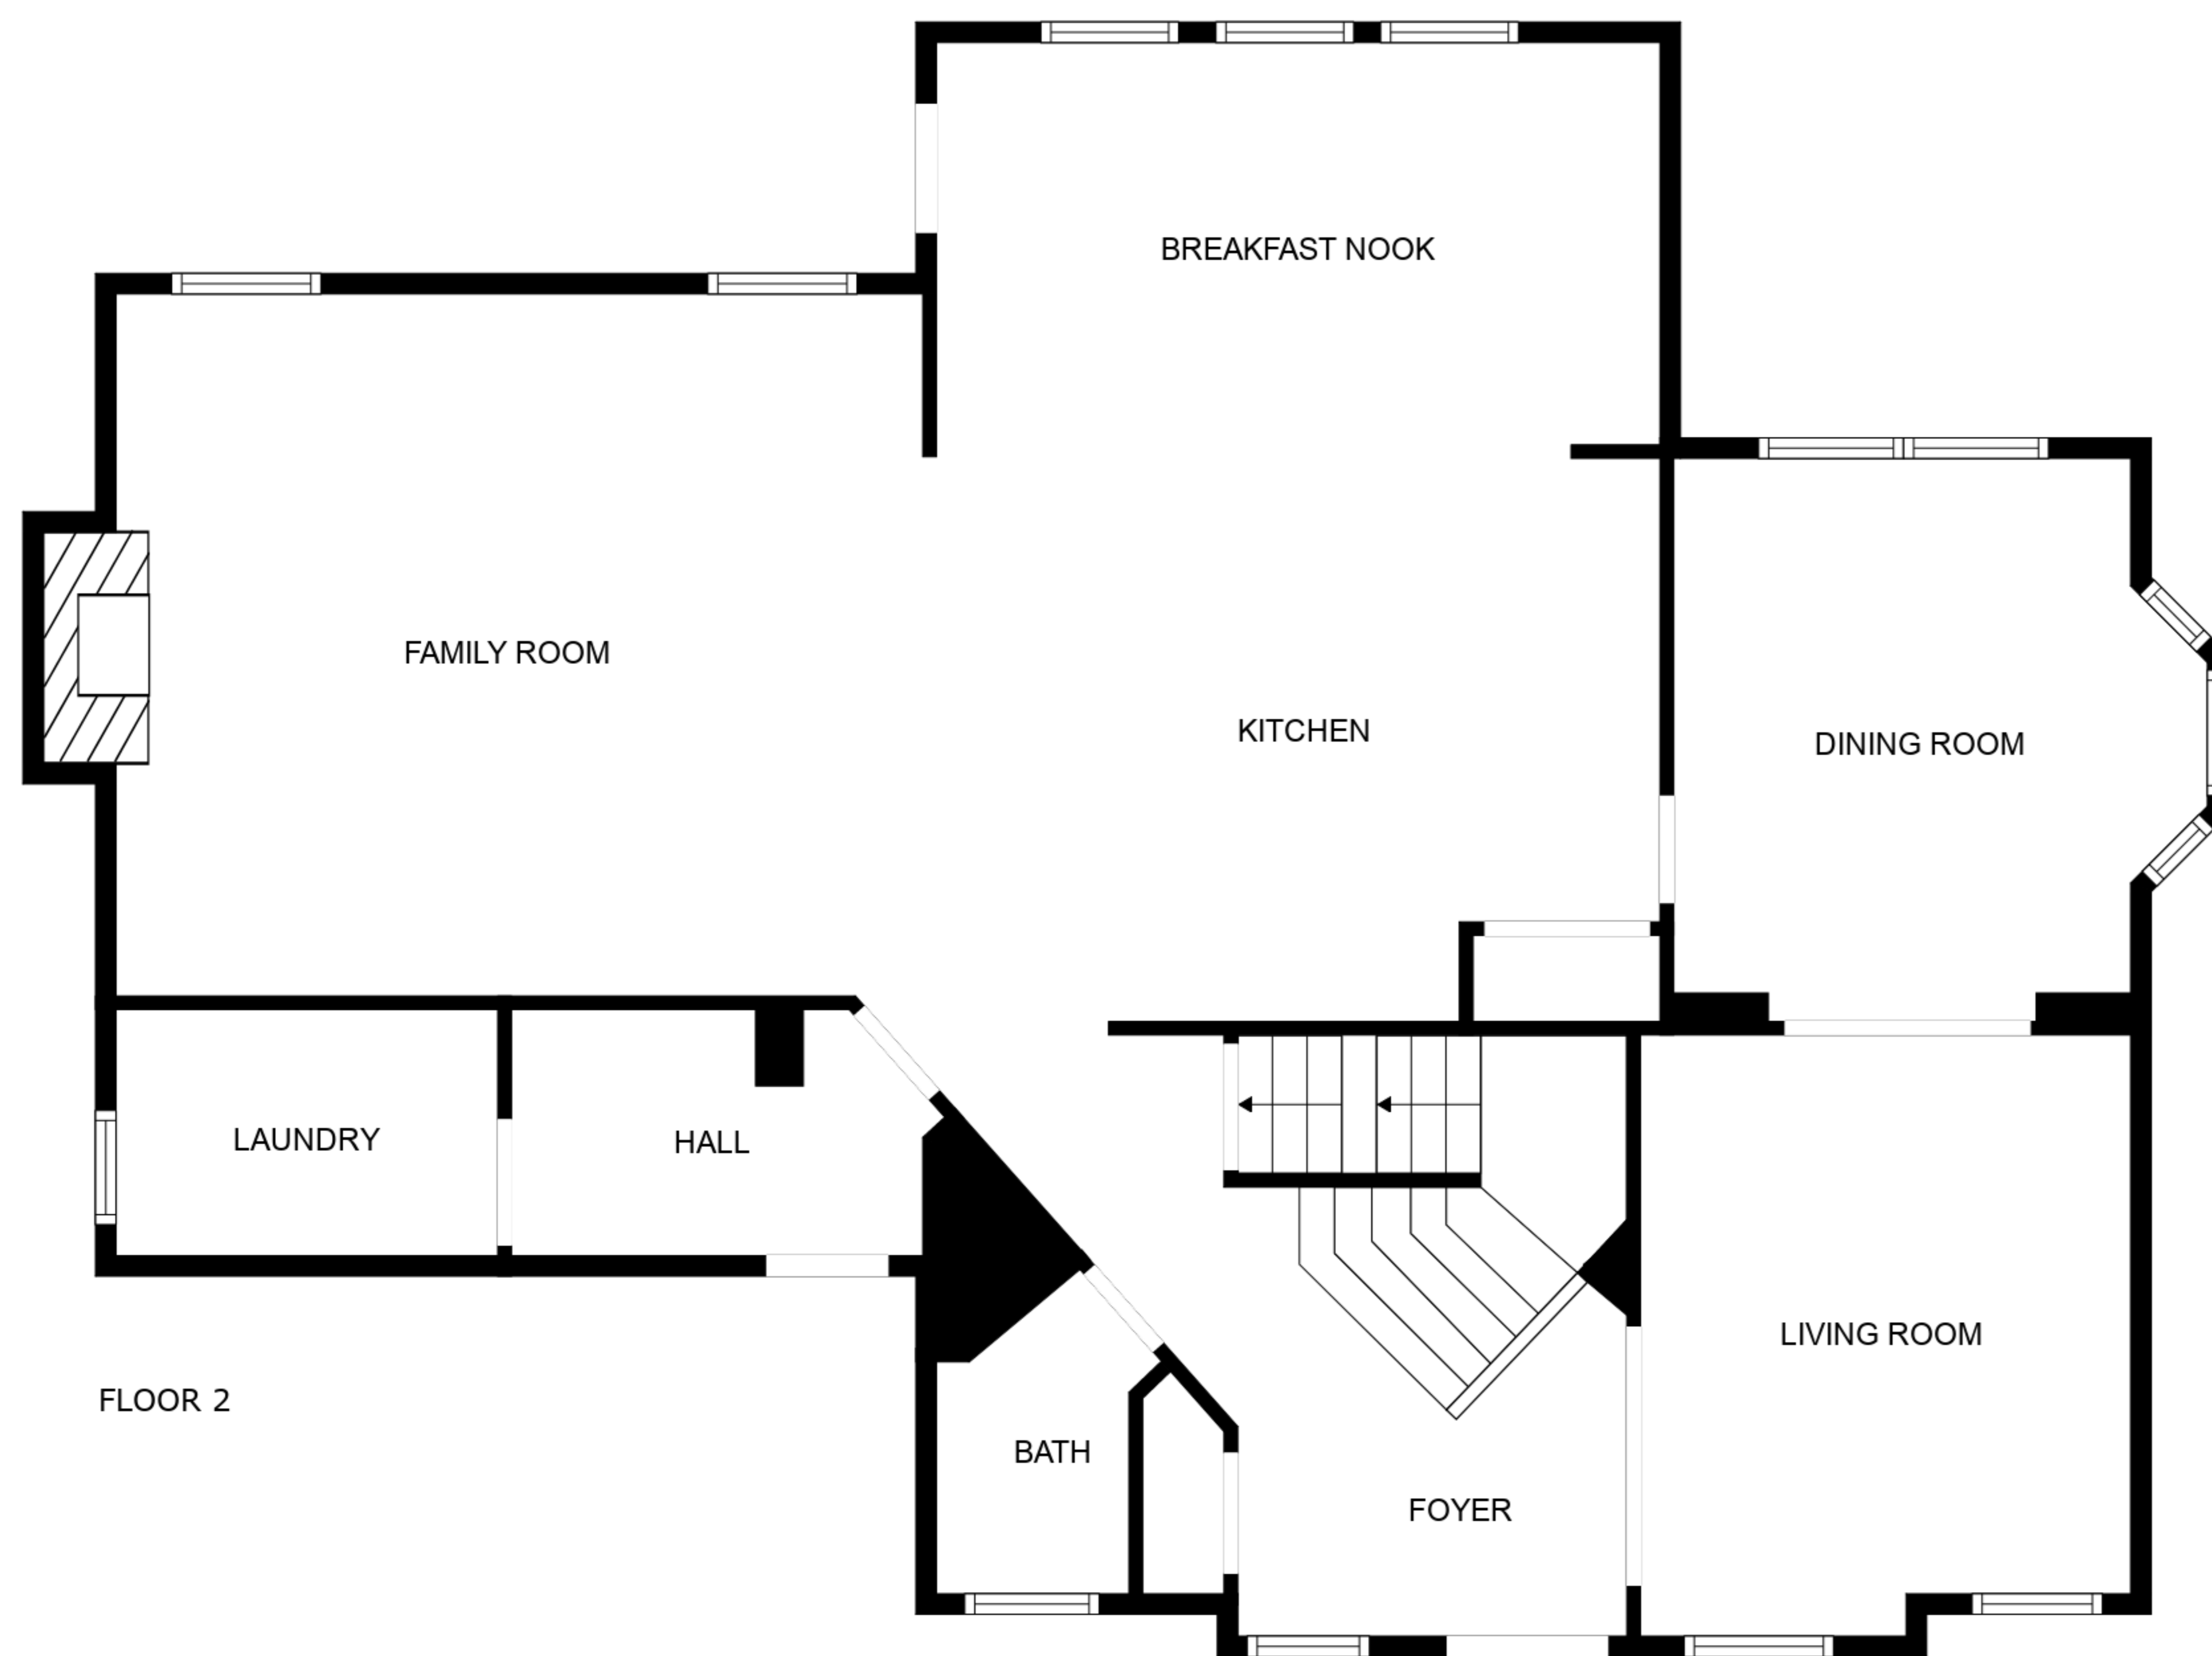 BREAKFAST NOOK
FAMILY ROOM
KITCHEN
DINING ROOM
LAUNDRY
HALL
LIVING ROOM
FLOOR 2
BATH
FOYER